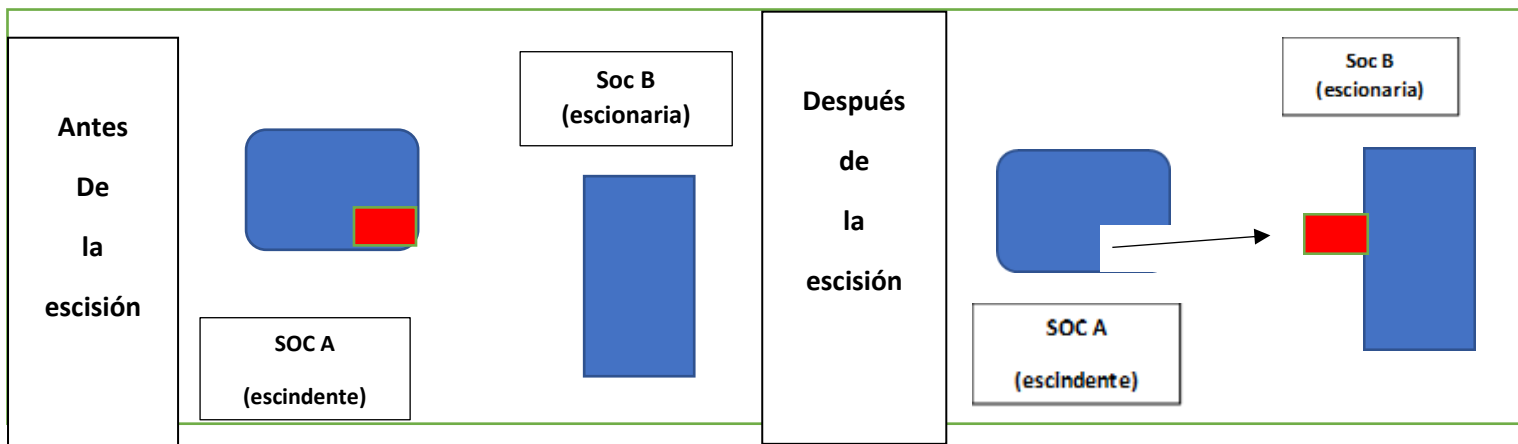 Antes
De
la
escisión
SOC A
(escindente)
Soc B
(escionaria)
Después
de
la
escisión
SOC A
(escindente)
Soc B
(escionaria)